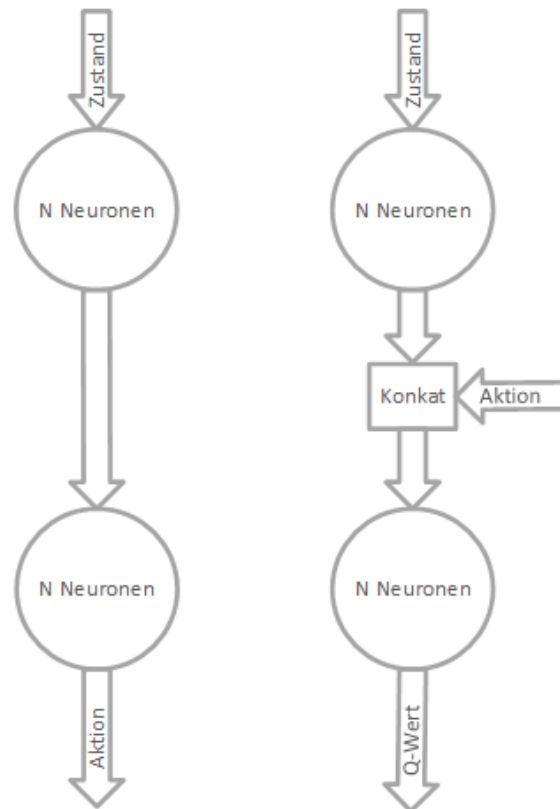 Zustand
N Neuronen
N Neuronen
Aktion
Zustand
N Neuronen
Konkat
Aktion
N Neuronen
Q-Wert